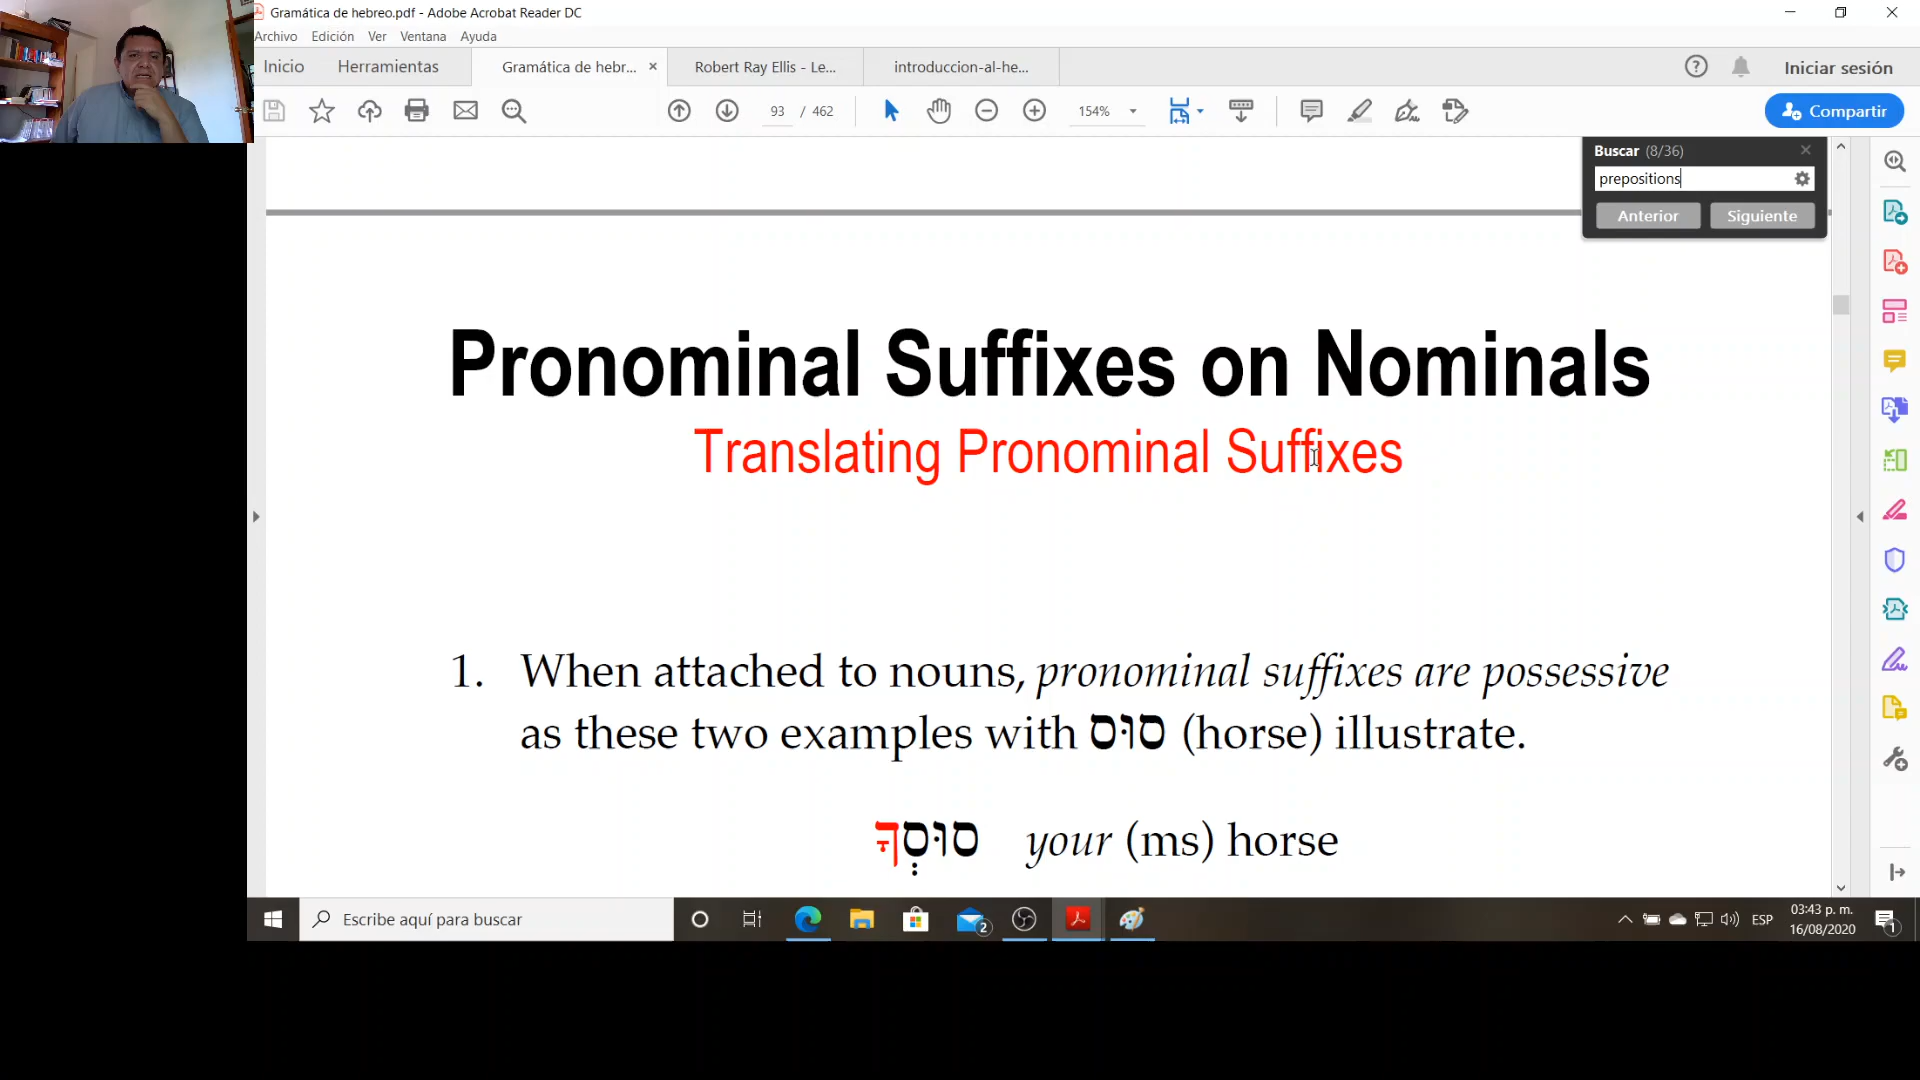 Gramática de hebreo.pdf - Adobe Acrobat Reader DC
Archivo Edición Ver Ventana Ayuda
Inicio Herramientas Gramática de hebr... Robert Ray Ellis - Le... introduccion-al-he... Iniciar sesión
93 / 462 154% Compartir
Buscar (8/36)
prepositions
Anterior Siguiente
Pronominal Suffixes on Nominals
Translating Pronominal Suffixes
1. When attached to nouns, pronominal suffixes are possessive
as these two examples with סוּס (horse) illustrate.
סוּסְךָ your (ms) horse
Escribe aquí para buscar 2 ESP 03:43 p. m.
16/08/2020 1